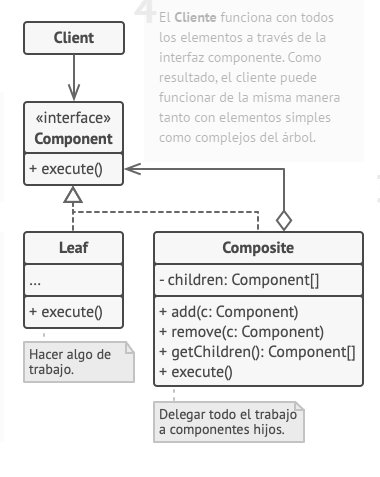 4
El Cliente funciona con todos
los elementos a través de la
interfaz componente. Como
resultado, el cliente puede
funcionar de la misma manera
tanto con elementos simples
como complejos del árbol.
Client
«interface»
Component
+ execute()
Leaf
...
+ execute()
Hacer algo de
trabajo.
Composite
- children: Component[]
+ add(c: Component)
+ remove(c: Component)
+ getChildren(): Component[]
+ execute()
Delegar todo el trabajo
a componentes hijos.